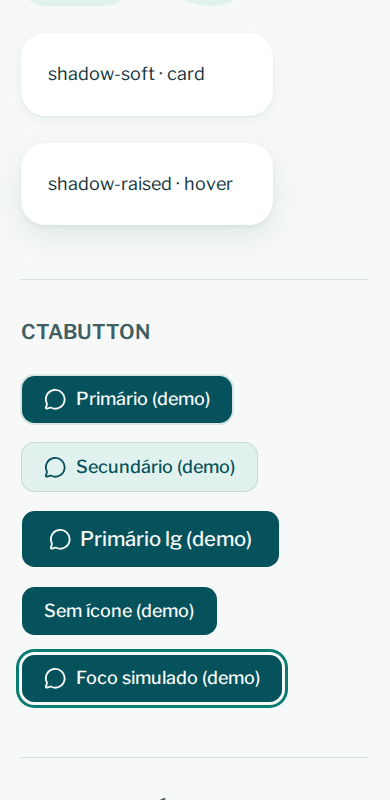 shadow-soft · card
shadow-raised · hover
CTABUTTON
Primário (demo)
Secundário (demo)
Primário lg (demo)
Sem ícone (demo)
Foco simulado (demo)